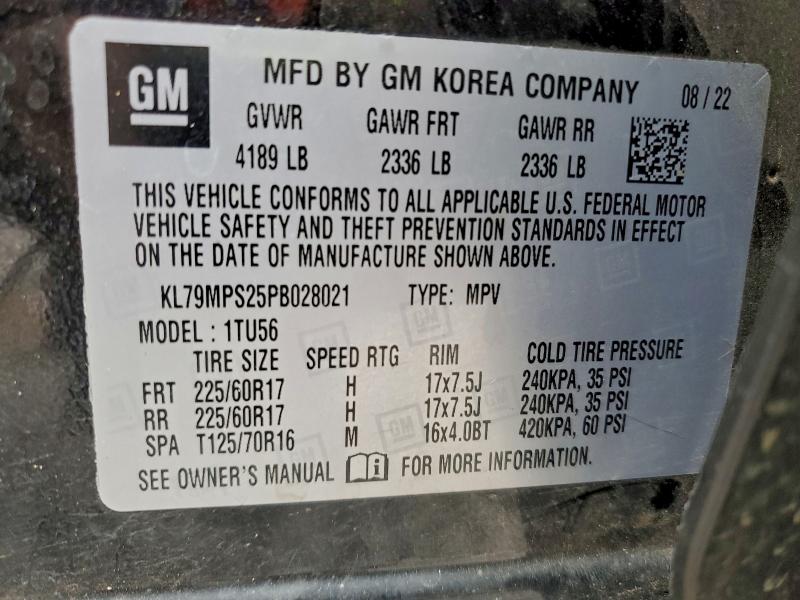 GM
MFD BY GM KOREA COMPANY 08 / 22
GVWR GAWR FRT GAWR RR
4189 LB 2336 LB 2336 LB
THIS VEHICLE CONFORMS TO ALL APPLICABLE U.S. FEDERAL MOTOR
VEHICLE SAFETY AND THEFT PREVENTION STANDARDS IN EFFECT
ON THE DATE OF MANUFACTURE SHOWN ABOVE.
KL79MPS25PB028021 TYPE: MPV
MODEL : 1TU56
TIRE SIZE SPEED RTG RIM COLD TIRE PRESSURE
FRT 225/60R17 H 17x7.5J 240KPA, 35 PSI
RR 225/60R17 H 17x7.5J 240KPA, 35 PSI
SPA T125/70R16 M 16x4.0BT 420KPA, 60 PSI
SEE OWNER'S MANUAL FOR MORE INFORMATION.